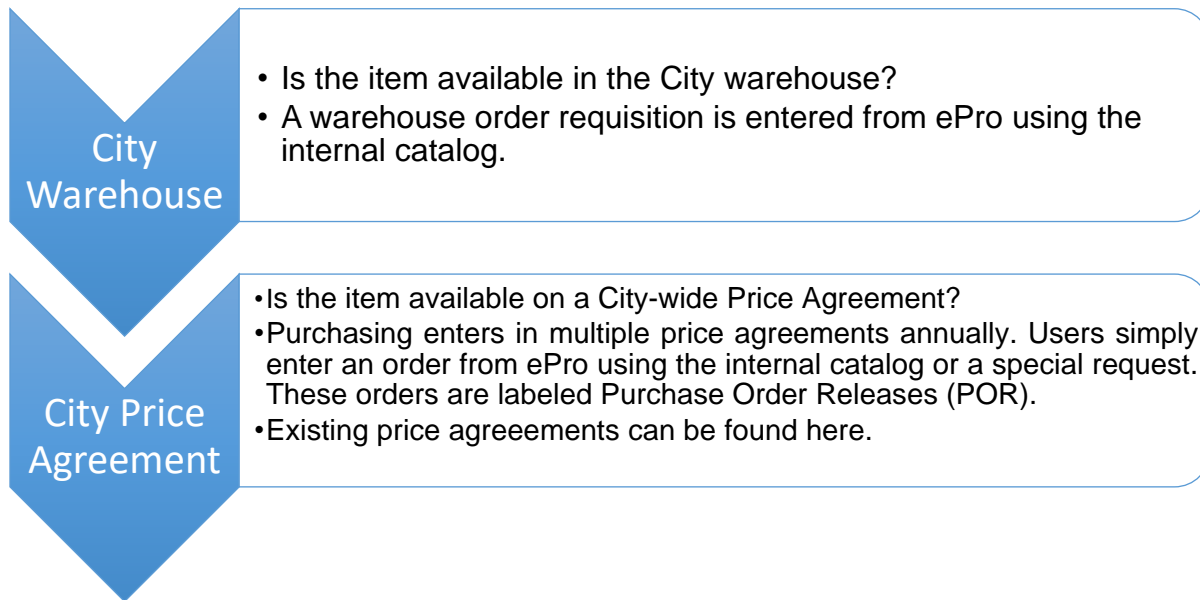 City
Warehouse
• Is the item available in the City warehouse?
• A warehouse order requisition is entered from ePro using the
internal catalog.
City Price
Agreement
•Is the item available on a City-wide Price Agreement?
•Purchasing enters in multiple price agreements annually. Users simply
enter an order from ePro using the internal catalog or a special request.
These orders are labeled Purchase Order Releases (POR).
•Existing price agreeements can be found here.